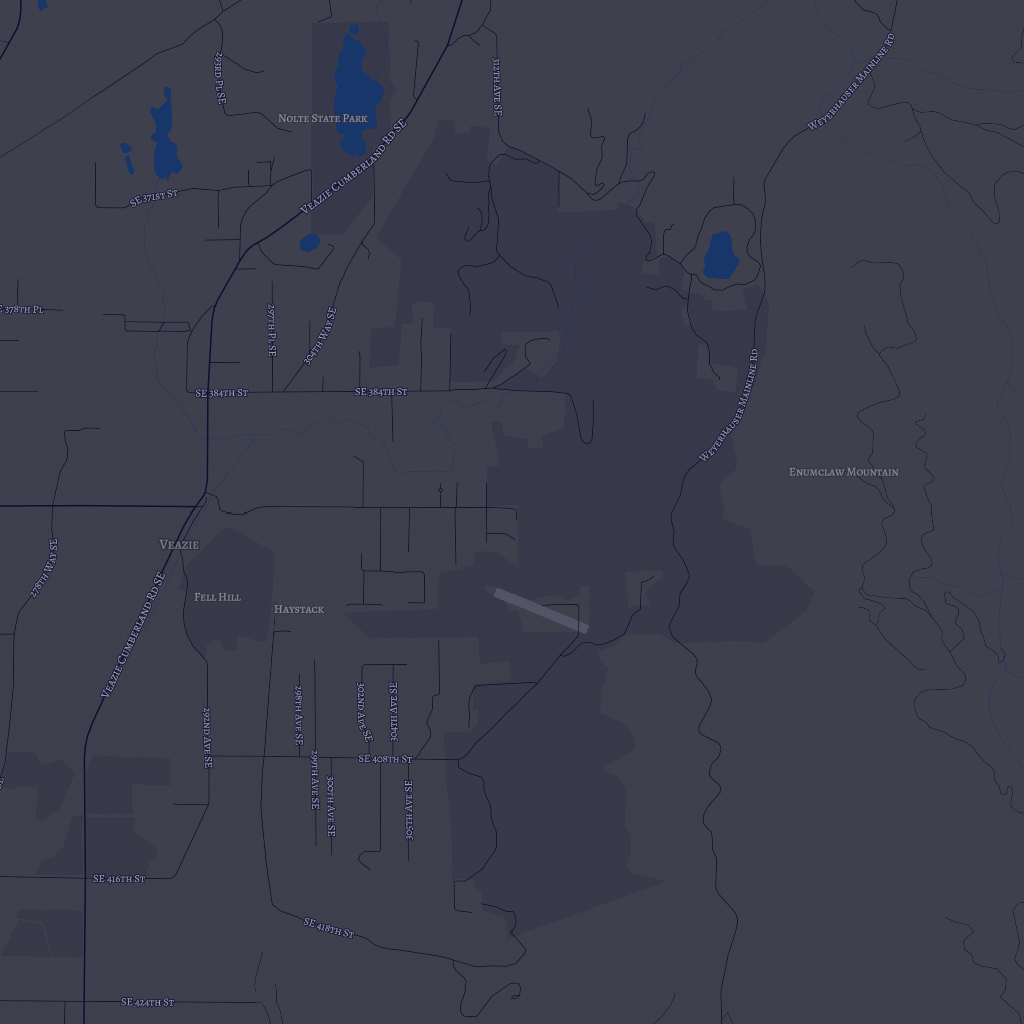 293RD PL SE
312TH AVE SE
WEYERHAUSER MAINLINE RD
NOLTE STATE PARK
VEAZIE CUMBERLAND RD SE
SE 371ST ST
E 378TH PL
297TH PL SE
304TH WAY SE
SE 384TH ST
SE 384TH ST
WEYERHAUSER MAINLINE RD
ENUMCLAW MOUNTAIN
VEAZIE
278TH WAY SE
FELL HILL
HAYSTACK
VEAZIE CUMBERLAND RD SE
292ND AVE SE
298TH AVE SE
302ND AVE SE
304TH AVE SE
SE 408TH ST
299TH AVE SE
300TH AVE SE
305TH AVE SE
SE 416TH ST
SE 418TH ST
SE 424TH ST